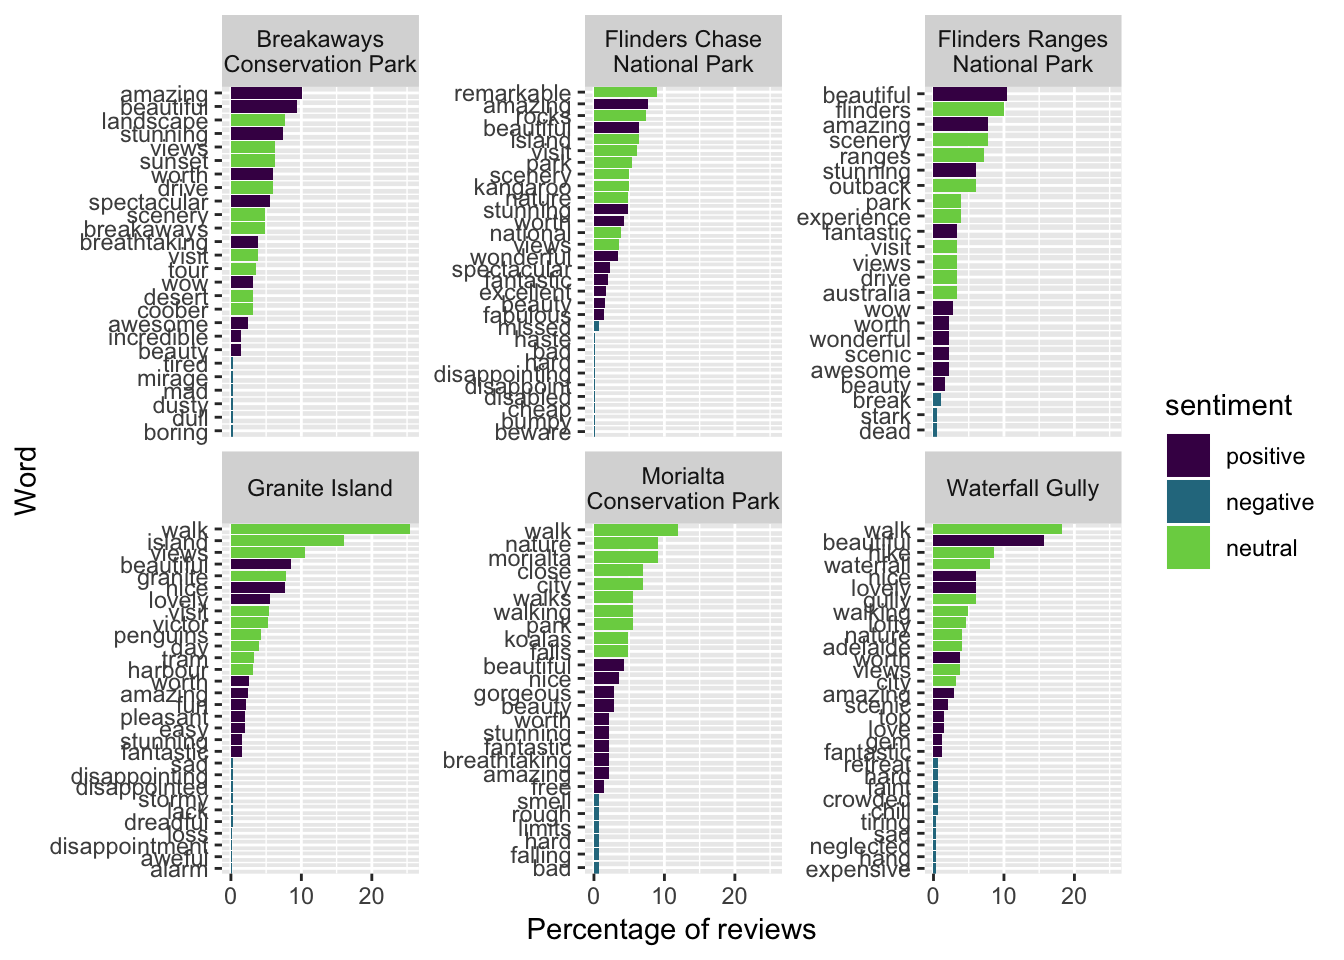 Breakaways
Conservation Park
amazing
beautiful
landscape
stunning
views
sunset
worth
drive
spectacular
scenery
breakaways
breathtaking
visit
tour
wow
desert
coober
awesome
incredible
beauty
tired
mirage
mad
dusty
dull
boring
Flinders Chase
National Park
remarkable
amazing
rocks
beautiful
island
visit
park
scenery
kangaroo
nature
stunning
worth
national
views
wonderful
spectacular
fantastic
excellent
beauty
fabulous
missed
haste
bad
hard
disappointing
disappoint
disabled
cheap
bumpy
beware
Flinders Ranges
National Park
beautiful
flinders
amazing
scenery
ranges
stunning
outback
park
experience
fantastic
visit
views
drive
australia
wow
worth
wonderful
scenic
awesome
beauty
break
stark
dead
Granite Island
walk
island
views
beautiful
granite
nice
lovely
visit
victor
penguins
day
tram
harbour
worth
amazing
fun
pleasant
easy
stunning
fantastic
sad
disappointing
disappointed
stormy
lack
dreadful
loss
disappointment
aweful
alarm
0 10 20
Morialta
Conservation Park
walk
nature
morialta
close
city
walks
walking
park
koalas
falls
beautiful
nice
gorgeous
beauty
worth
stunning
fantastic
breathtaking
amazing
free
smell
rough
limits
hard
falling
bad
0 10 20
Waterfall Gully
walk
beautiful
hike
waterfall
nice
lovely
gully
walking
lofty
nature
adelaide
worth
views
city
amazing
scenic
top
love
gem
fantastic
retreat
hard
faint
crowded
chill
tiring
sad
neglected
hang
expensive
0 10 20
Word
Percentage of reviews
sentiment
positive
negative
neutral